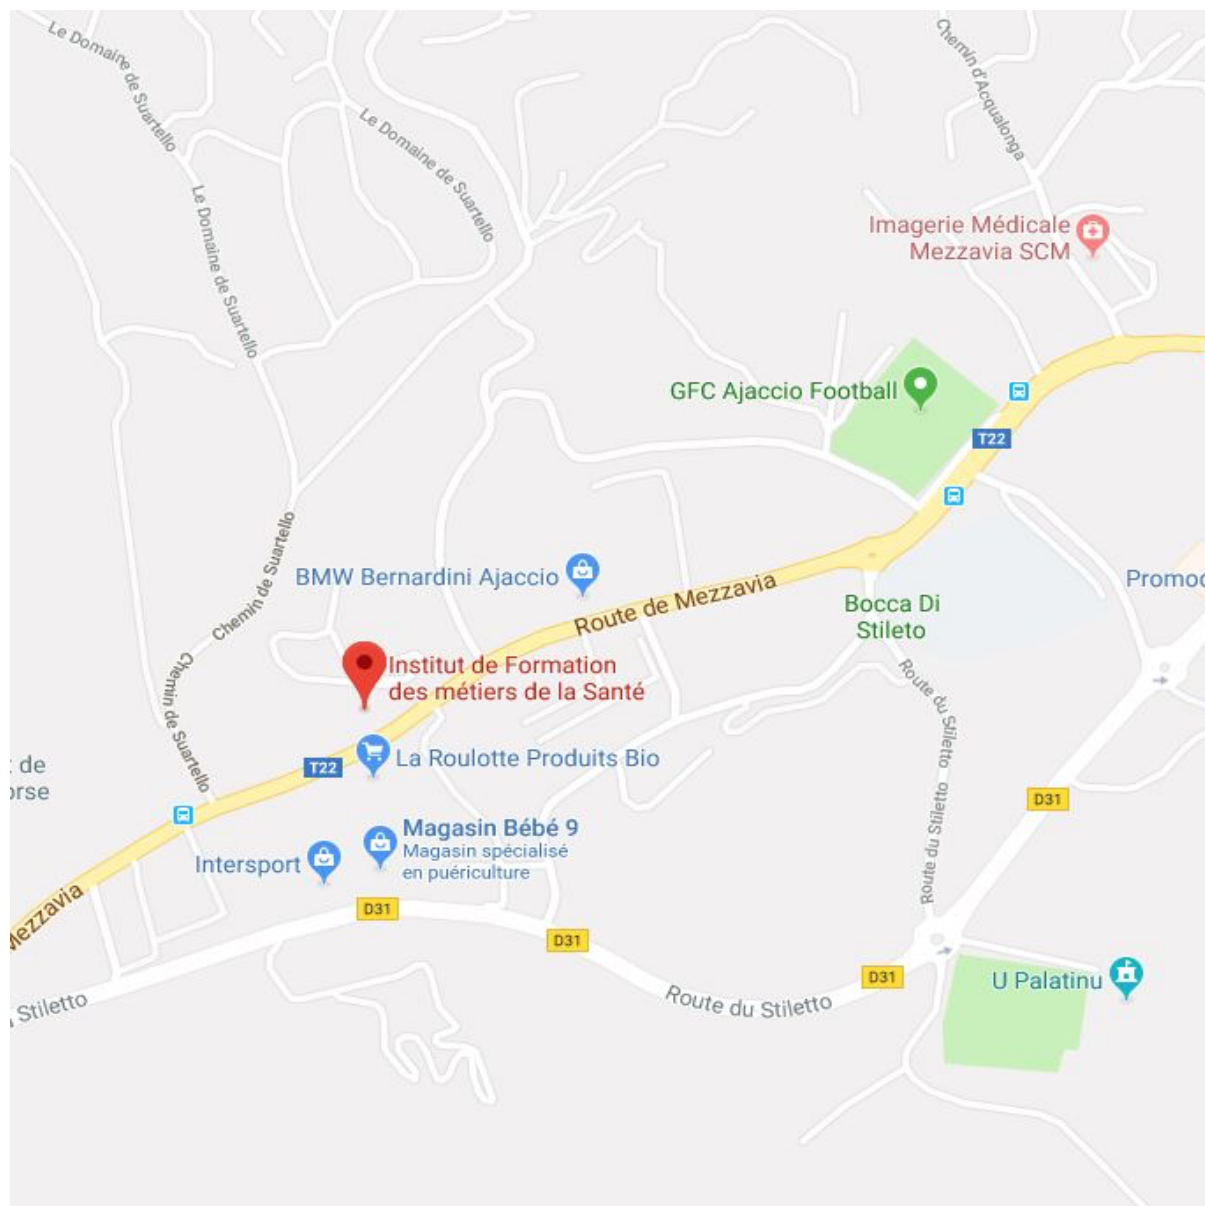 Le Domaine de Suartello
Chemin d'Acqualonga
Le Domaine de Suartello
Le Domaine de Suartello
Imagerie Médicale
Mezzavia SCM
GFC Ajaccio Football
T22
Chemin de Suartello
BMW Bernardini Ajaccio
Route de Mezzavia
Promoc
Bocca Di
Stileto
Chemin de Suartello
Institut de Formation
des métiers de la Santé
Route du Stiletto
T22
La Roulotte Produits Bio
t de
orse
Route du Stiletto
D31
Magasin Bébé 9
Magasin spécialisé
en puériculture
Intersport
Mezzavia
D31
D31
D31
U Palatinu
Route du Stiletto
u Stiletto